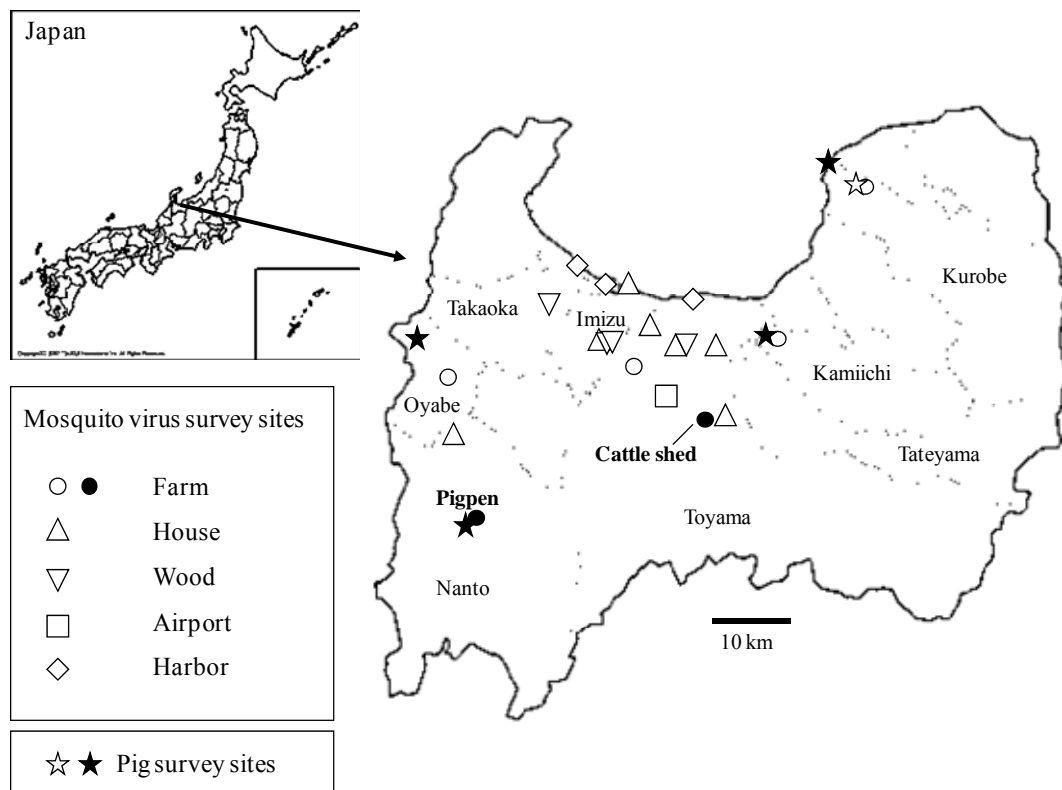 Japan
Mosquito virus survey sites
Farm
House
Wood
Airport
Harbor
Pig survey sites
Kurobe
Takaoka
Imizu
Kamiichi
Oyabe
Cattle shed
Tateyama
Pigpen
Toyama
Nanto
10 km